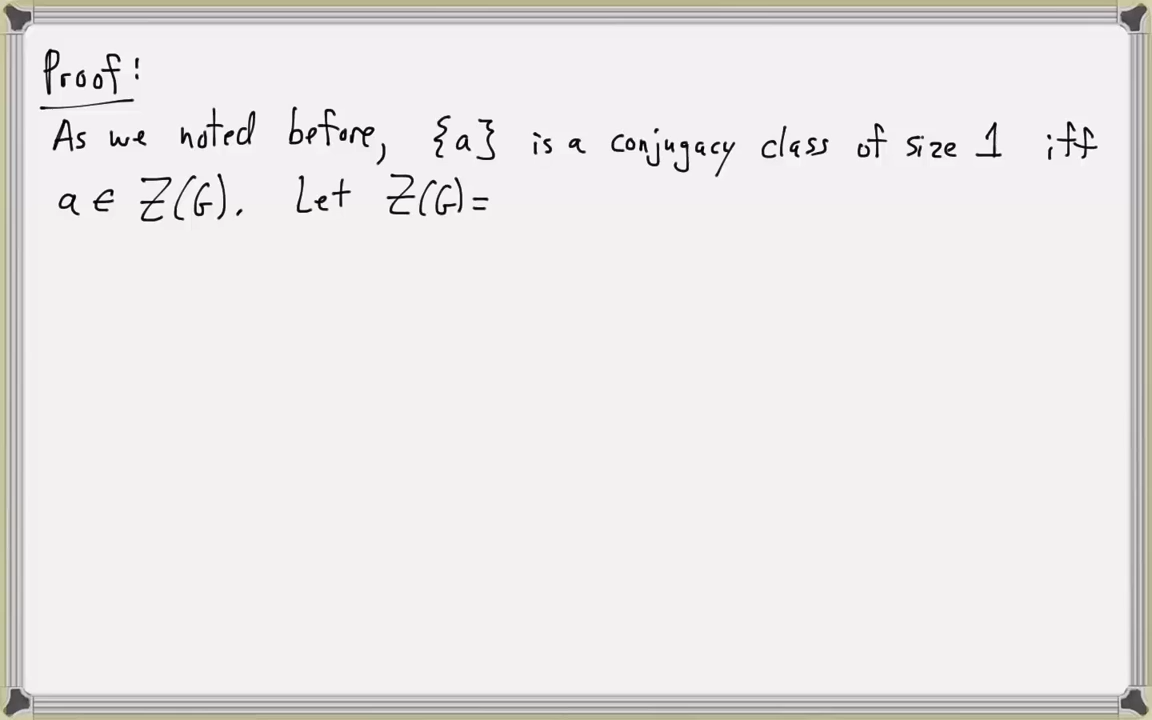 Proof:
As we noted before, {a} is a conjugacy class of size 1 iff
a ∈ Z(G). Let Z(G)=